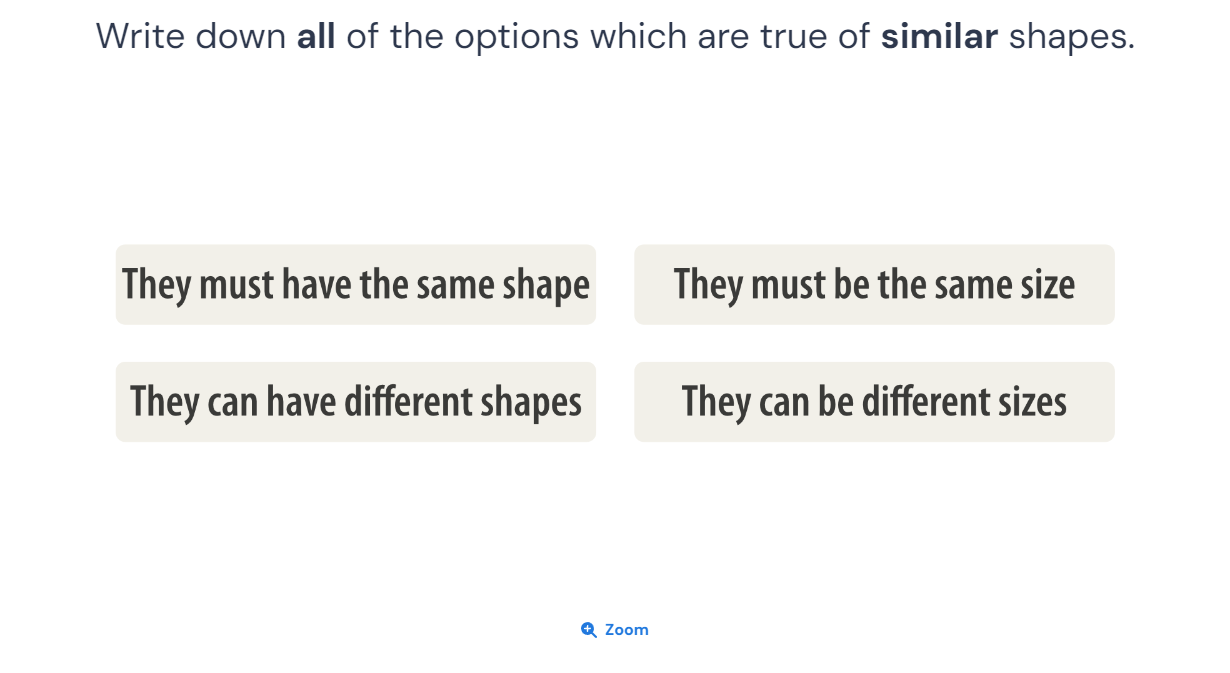 Write down all of the options which are true of similar shapes.
They must have the same shape
They must be the same size
They can have different shapes
They can be different sizes
Zoom